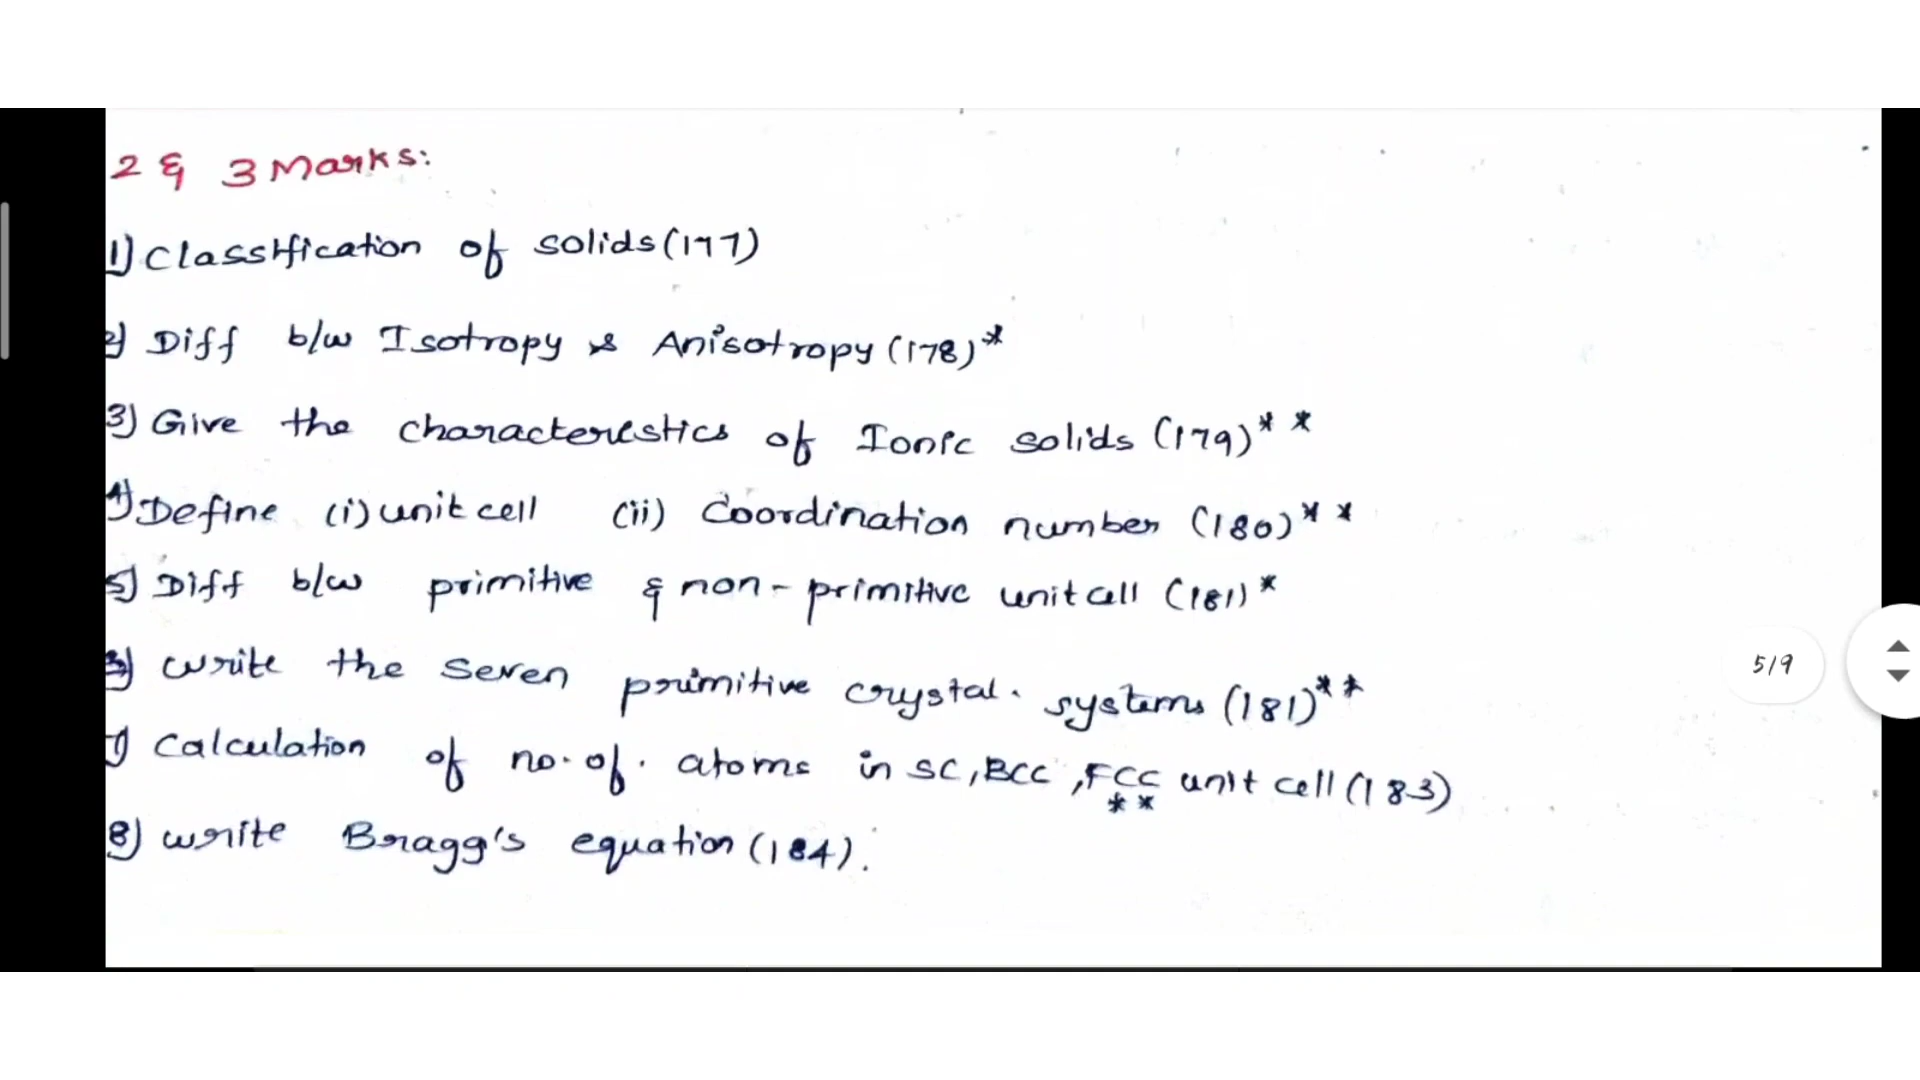 2 & 3 Marks:
1) Classification of solids (177)
2) Diff b/w Isotropy & Anisotropy (178)*
3) Give the characterestics of Ionic solids (179)**
4) Define (i) unit cell (ii) Coordination number (180)**
5) Diff b/w primitive & non-primitive unit cell (181)*
write the seven primitive crystal. systems (181)**
7) Calculation of no. of. atoms in SC, BCC, FCC unit cell (183)
**
8) write Bragg's equation (184).
5/9